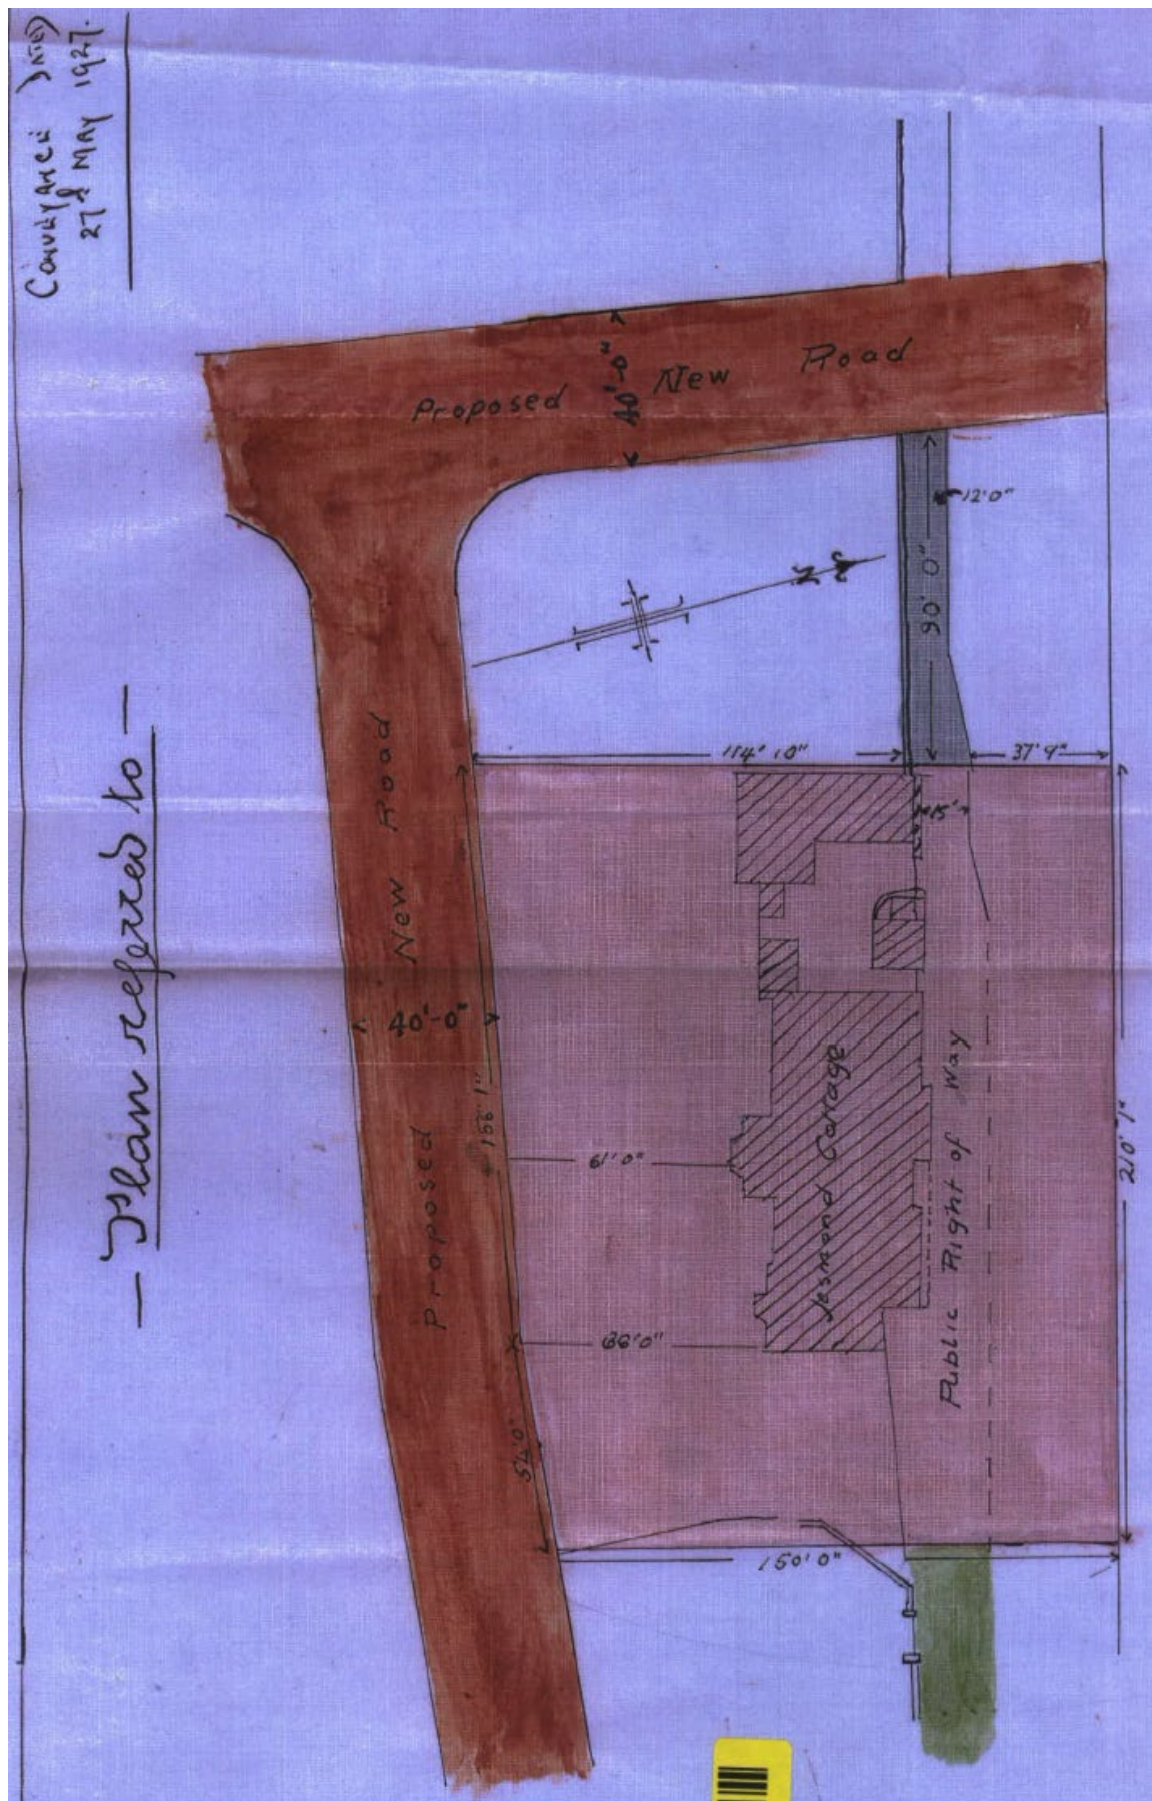 CONVEYANCE DATED
27th MAY 1927.
— Plan referred to —
Proposed New Road
40'-0"
12'0"
90' 0"
N
114' 10"
37' 9"
15'
Proposed New Road
40'-0"
156' 1"
61'0"
Jesmond Cottage
Public Right of Way
210' 1"
66'0"
54'0"
150' 0"